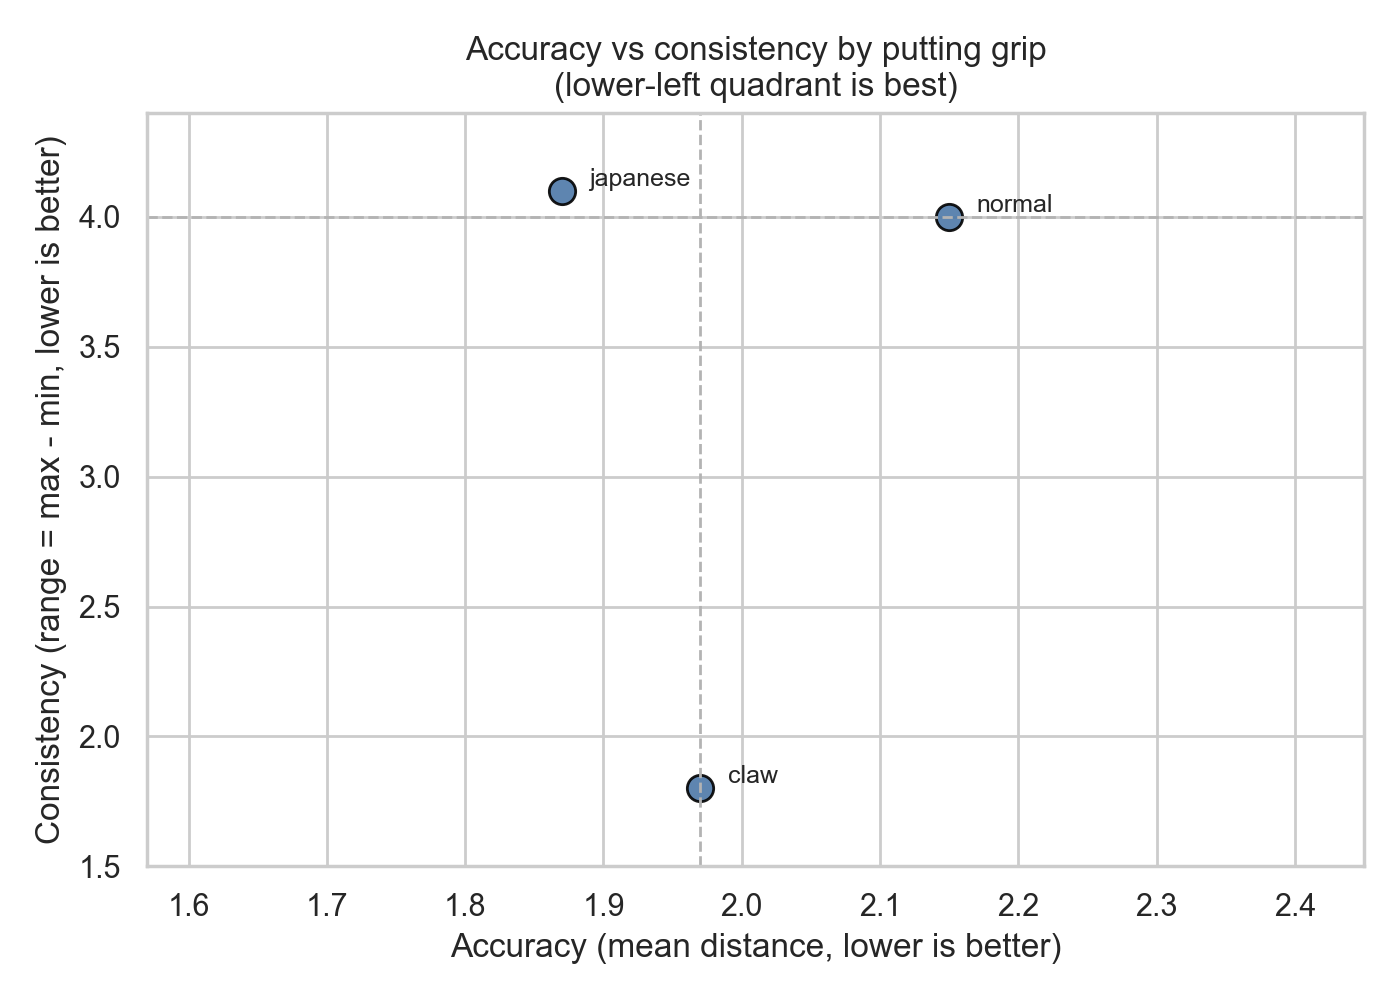 Accuracy vs consistency by putting grip
(lower-left quadrant is best)
Consistency (range = max - min, lower is better)
4.0
3.5
3.0
2.5
2.0
1.5
japanese
normal
claw
1.6
1.7
1.8
1.9
2.0
2.1
2.2
2.3
2.4
Accuracy (mean distance, lower is better)